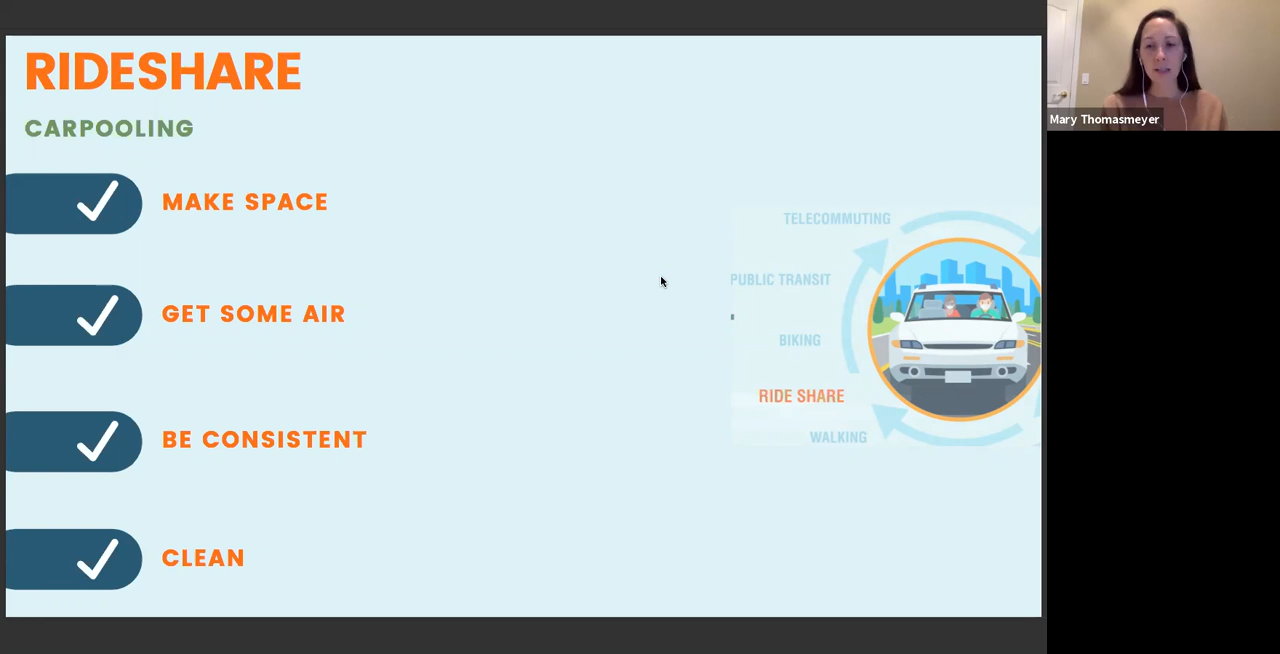 RIDESHARE
CARPOOLING
MAKE SPACE
GET SOME AIR
BE CONSISTENT
CLEAN
TELECOMMUTING
PUBLIC TRANSIT
BIKING
RIDE SHARE
WALKING
Mary Thomasmeyer